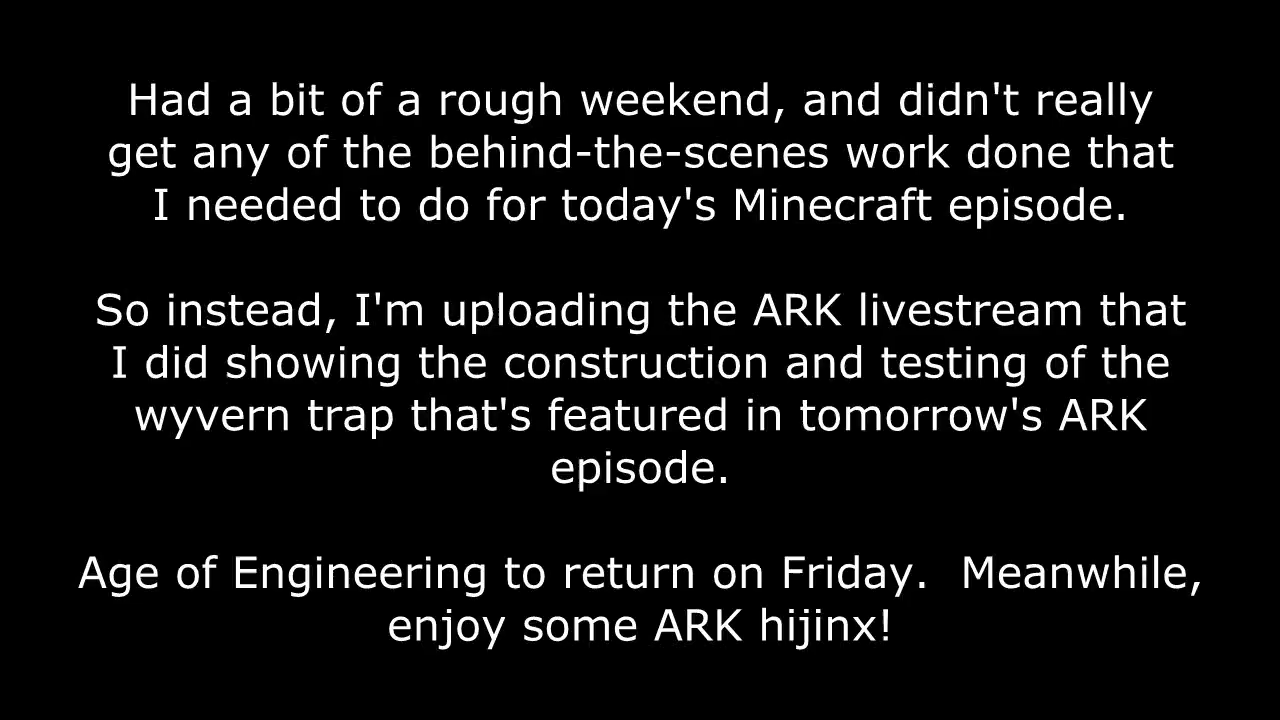 Had a bit of a rough weekend, and didn't really
get any of the behind-the-scenes work done that
I needed to do for today's Minecraft episode.
So instead, I'm uploading the ARK livestream that
I did showing the construction and testing of the
wyvern trap that's featured in tomorrow's ARK
episode.
Age of Engineering to return on Friday.  Meanwhile,
enjoy some ARK hijinx!